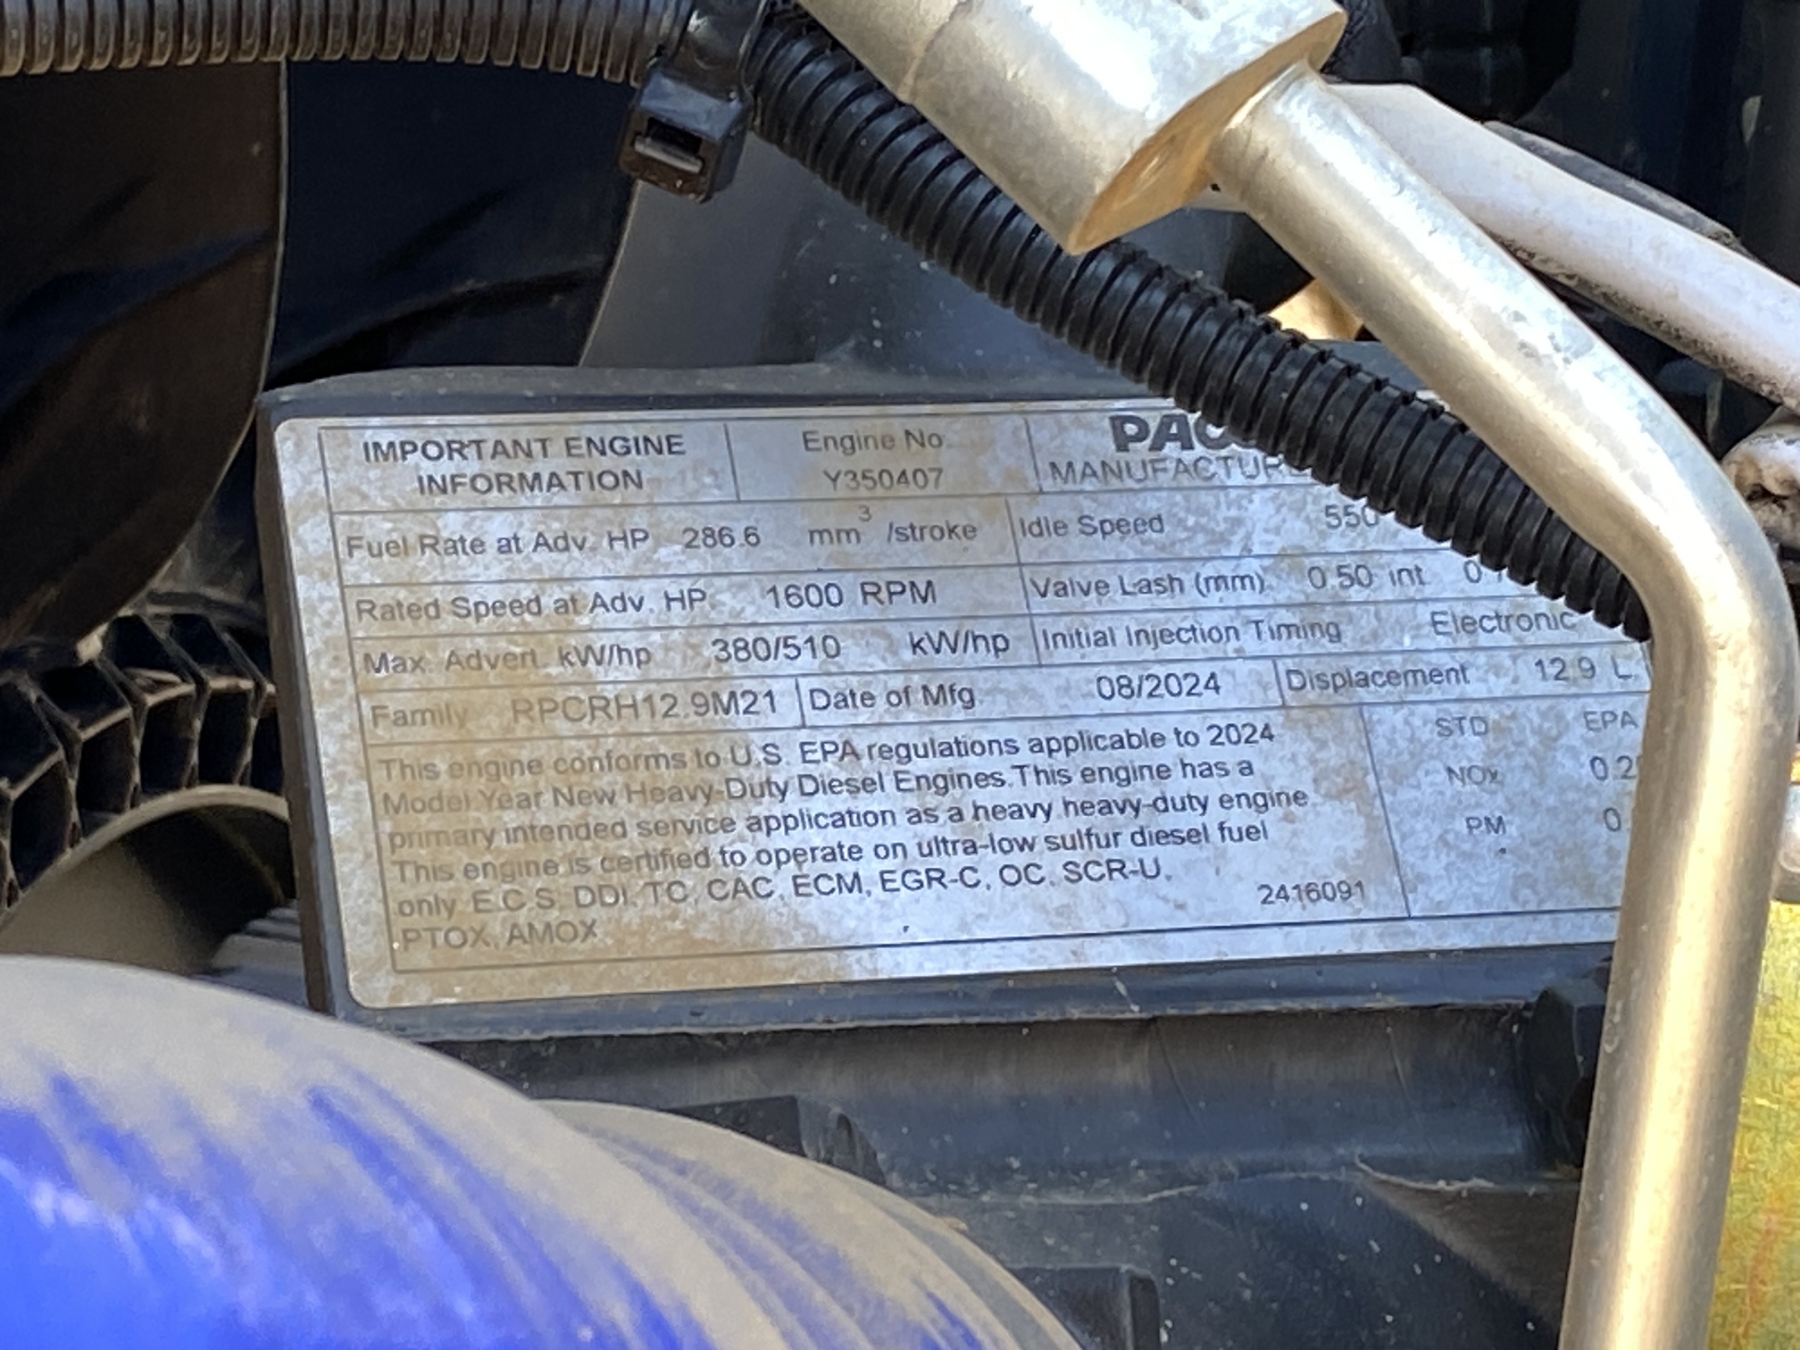 IMPORTANT ENGINE
INFORMATION
Engine No
Y350407
PAC
MANUFACTUR
Fuel Rate at Adv. HP 286.6 mm³ /stroke
Idle Speed 550
Rated Speed at Adv. HP 1600 RPM
Valve Lash (mm) 0.50 int
Max. Advert. kW/hp 380/510 kW/hp
Initial Injection Timing Electronic
Family RPCRH12.9M21
Date of Mfg. 08/2024
Displacement 12.9 L
This engine conforms to U.S. EPA regulations applicable to 2024
Model Year New Heavy-Duty Diesel Engines. This engine has a
primary intended service application as a heavy heavy-duty engine.
This engine is certified to operate on ultra-low sulfur diesel fuel
only E.C.S. DDI, TC, CAC, ECM, EGR-C, OC, SCR-U,
PTOX, AMOX
2416091
STD EPA
NOx 0.2
PM 0.